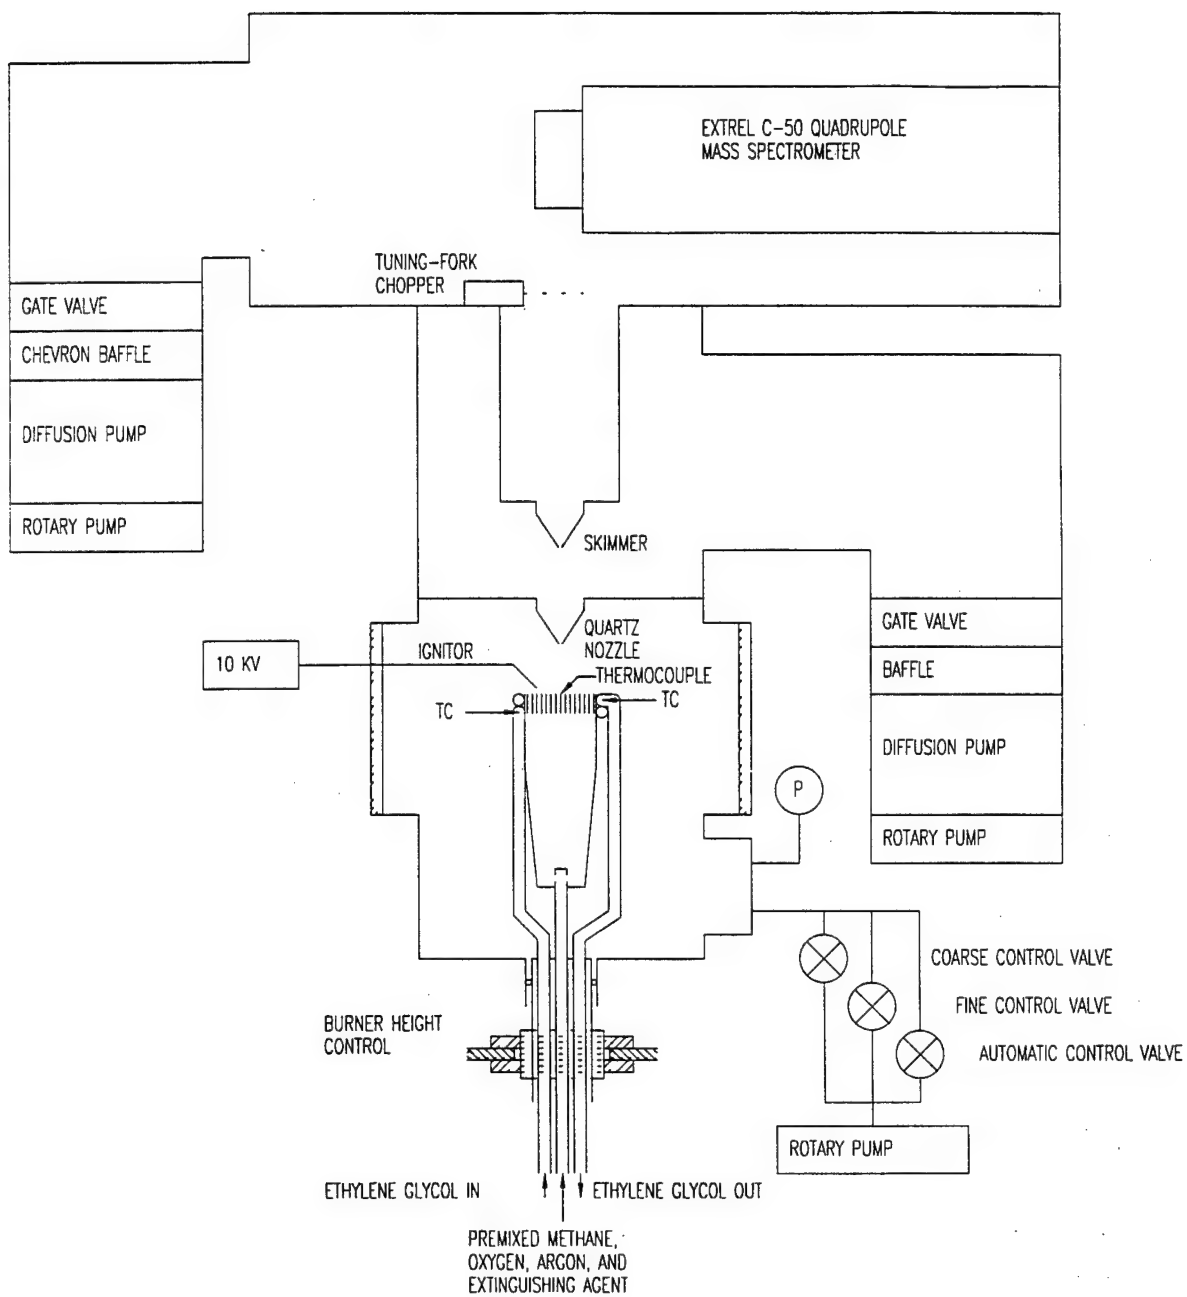 EXTREL C-50 QUADRUPOLE
MASS SPECTROMETER
TUNING-FORK
CHOPPER
GATE VALVE
CHEVRON BAFFLE
DIFFUSION PUMP
ROTARY PUMP
SKIMMER
QUARTZ
NOZZLE
10 KV
IGNITOR
THERMOCOUPLE
TC
TC
GATE VALVE
BAFFLE
DIFFUSION PUMP
ROTARY PUMP
P
COARSE CONTROL VALVE
FINE CONTROL VALVE
AUTOMATIC CONTROL VALVE
ROTARY PUMP
BURNER HEIGHT
CONTROL
ETHYLENE GLYCOL IN
ETHYLENE GLYCOL OUT
PREMIXED METHANE,
OXYGEN, ARGON, AND
EXTINGUISHING AGENT